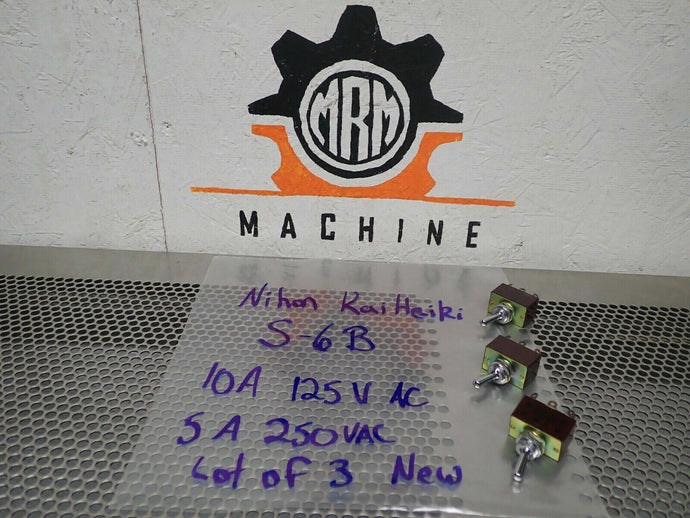 MRM
MACHINE
Nihon KaiHeiki
S-6B
10A 125V AC
5A 250VAC
Lot of 3 New